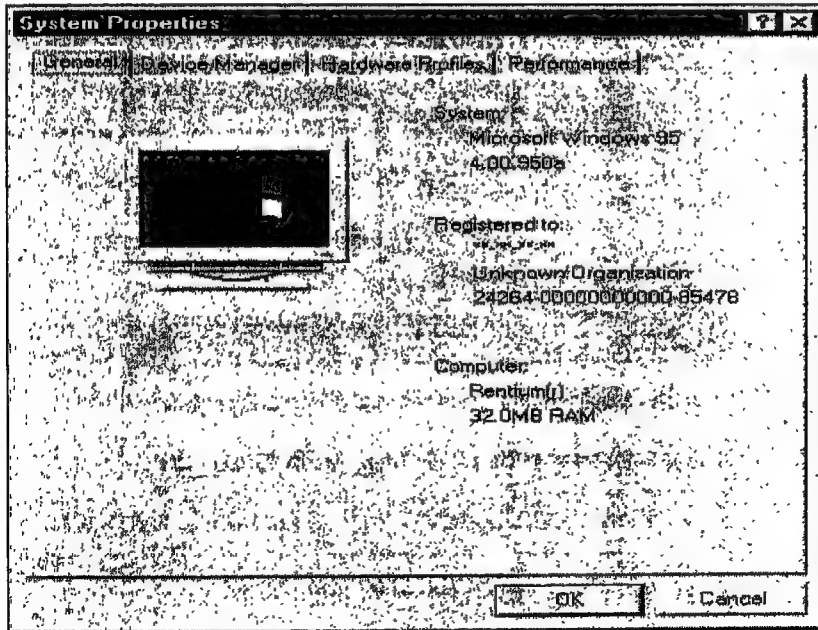 System Properties ? X
General Device Manager Hardware Profiles Performance
System:
Microsoft Windows 95
4.00.950a
Registered to:
Unknown Organization
24264-00000000000-85478
Computer:
Pentium(r)
32.0MB RAM
OK Cancel